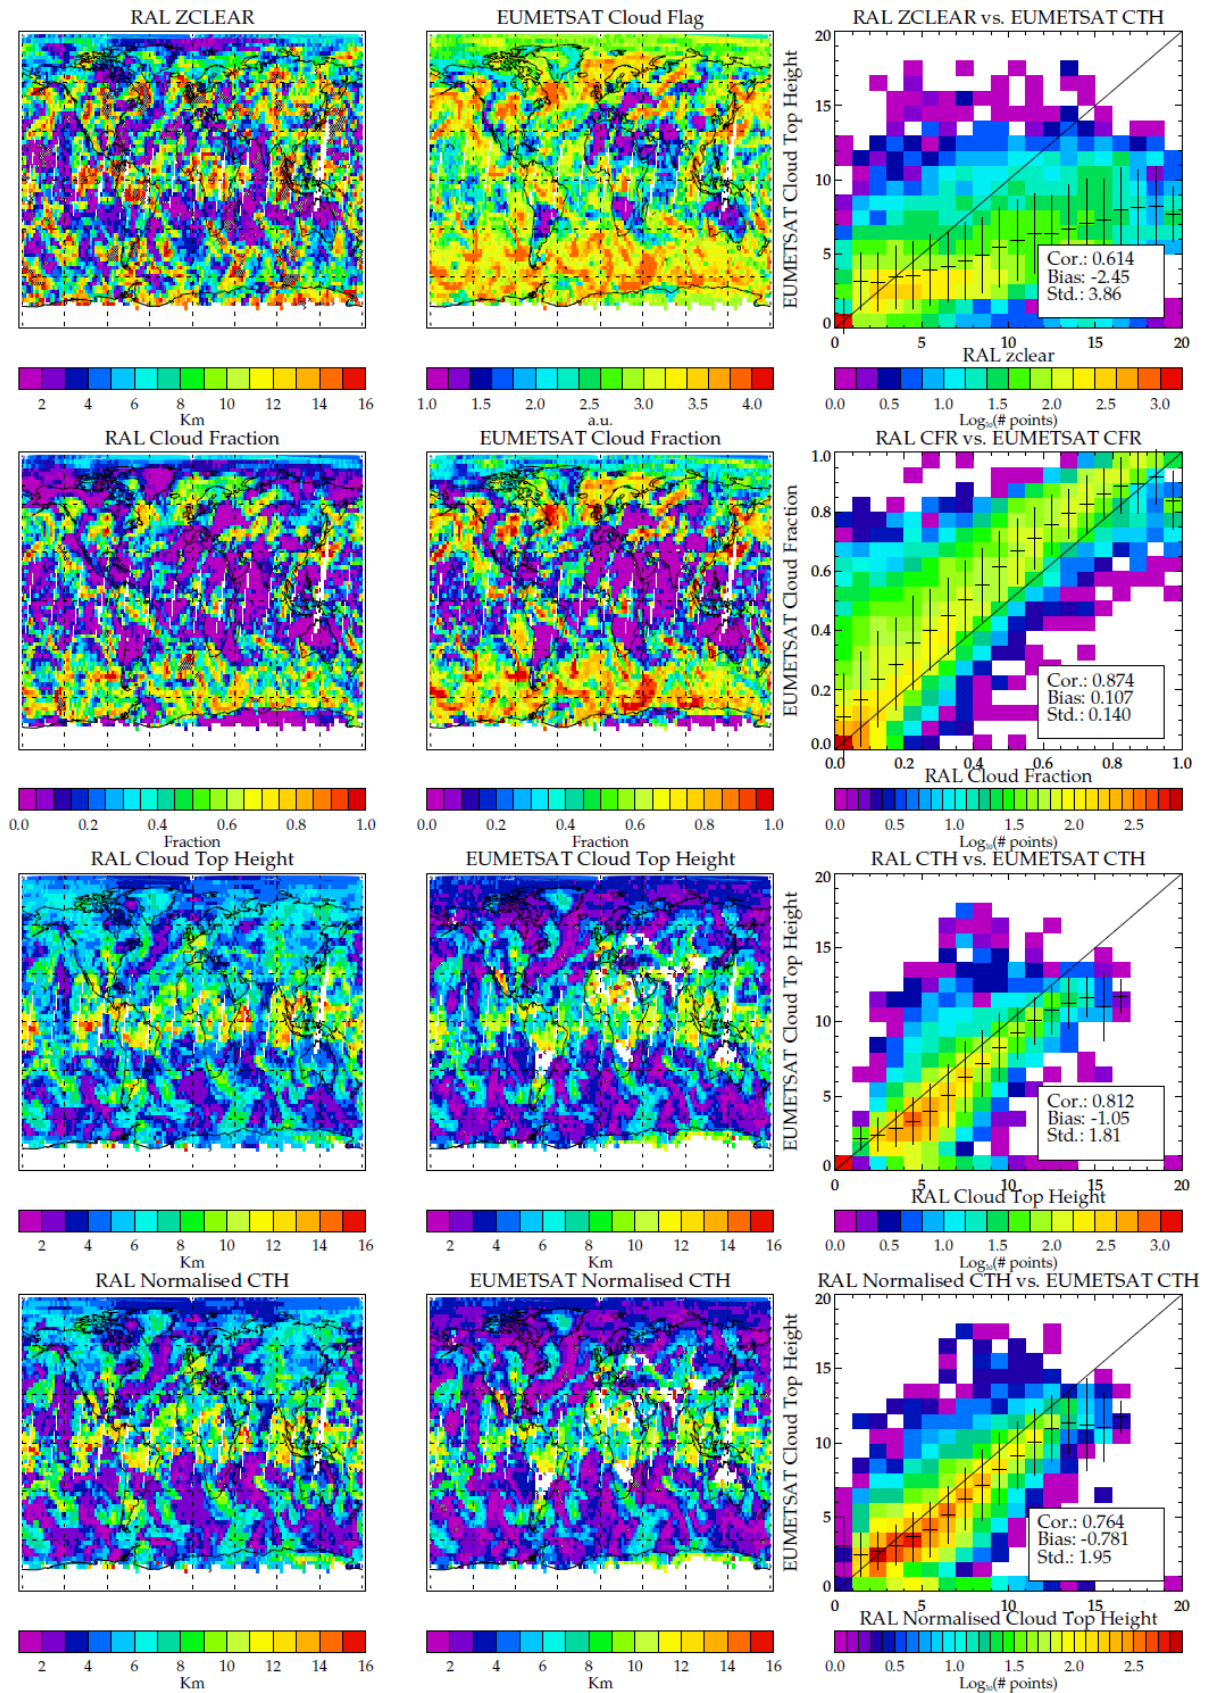 RAL ZCLEAR
EUMETSAT Cloud Flag
RAL ZCLEAR vs. EUMETSAT CTH
EUMETSAT Cloud Top Height
20
15
10
5
0
Cor.: 0.614
Bias: -2.45
Std.: 3.86
0 5 10 15 20
RAL zclear
2 4 6 8 10 12 14 16
Km
1.0 1.5 2.0 2.5 3.0 3.5 4.0
a.u.
0.0 0.5 1.0 1.5 2.0 2.5 3.0
Log₁₀(# points)
RAL Cloud Fraction
EUMETSAT Cloud Fraction
RAL CFR vs. EUMETSAT CFR
EUMETSAT Cloud Fraction
1.0
0.8
0.6
0.4
0.2
0.0
Cor.: 0.874
Bias: 0.107
Std.: 0.140
0.0 0.2 0.4 0.6 0.8 1.0
RAL Cloud Fraction
0.0 0.2 0.4 0.6 0.8 1.0
Fraction
0.0 0.2 0.4 0.6 0.8 1.0
Fraction
0.0 0.5 1.0 1.5 2.0 2.5
Log₁₀(# points)
RAL Cloud Top Height
EUMETSAT Cloud Top Height
RAL CTH vs. EUMETSAT CTH
EUMETSAT Cloud Top Height
20
15
10
5
0
Cor.: 0.812
Bias: -1.05
Std.: 1.81
0 5 10 15 20
RAL Cloud Top Height
2 4 6 8 10 12 14 16
Km
2 4 6 8 10 12 14 16
Km
0.0 0.5 1.0 1.5 2.0 2.5 3.0
Log₁₀(# points)
RAL Normalised CTH
EUMETSAT Normalised CTH
RAL Normalised CTH vs. EUMETSAT CTH
EUMETSAT Cloud Top Height
20
15
10
5
0
Cor.: 0.764
Bias: -0.781
Std.: 1.95
0 5 10 15 20
RAL Normalised Cloud Top Height
2 4 6 8 10 12 14 16
Km
2 4 6 8 10 12 14 16
Km
0.0 0.5 1.0 1.5 2.0 2.5
Log₁₀(# points)